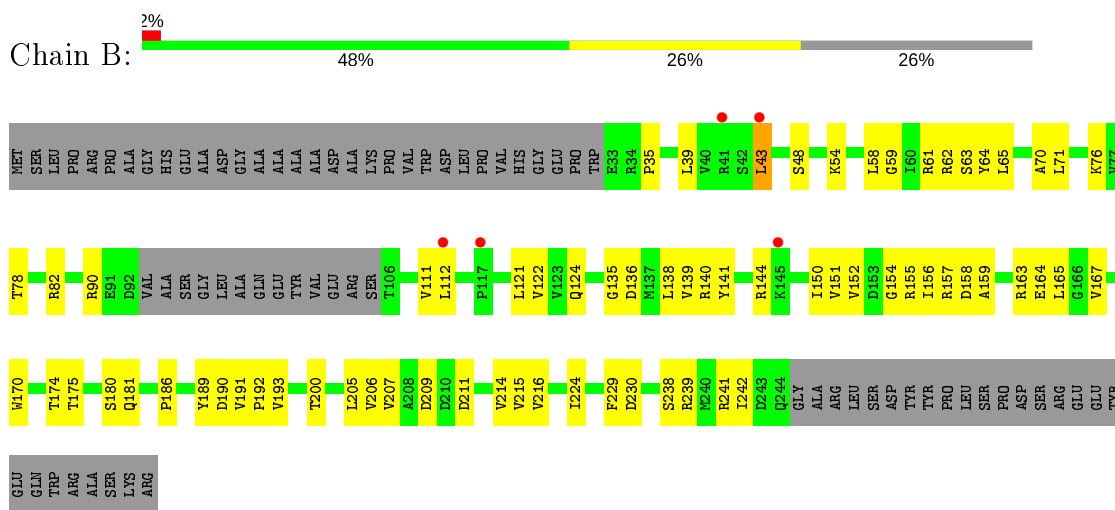 2%
Chain B:
48% 26% 26%
MET SER LEU PRO ARG PRO ALA GLY HIS GLU ALA ASP GLY ALA ALA ALA ALA ASP ALA LYS PRO VAL TRP ASP LEU PRO VAL HIS GLY GLU PRO TRP E33 R34 P35 L39 V40 R41 S42 L43 S48 K54 L58 G59 I60 R61 R62 S63 Y64 L65 A70 L71 K76 V77
T78 R82 R90 E91 D92 VAL ALA SER GLY LEU ALA GLN GLU TYR VAL GLU ARG SER T106 V111 L112 P117 L121 V122 V123 Q124 G135 D136 M137 L138 V139 R140 Y141 R144 K145 I150 V151 V152 D153 G154 R155 I156 R157 D158 A159 R163 E164 L165 G166 V167
W170 T174 T175 S180 Q181 P186 Y189 D190 V191 P192 V193 T200 L205 V206 V207 A208 D209 D210 D211 V214 V215 V216 I224 F229 D230 S238 R239 M240 R241 I242 D243 Q244 GLY ALA ARG LEU SER ASP TYR TYR PRO LEU SER PRO ASP SER ARG GLU GLU TYR
GLU GLN TRP ARG ALA SER LYS ARG